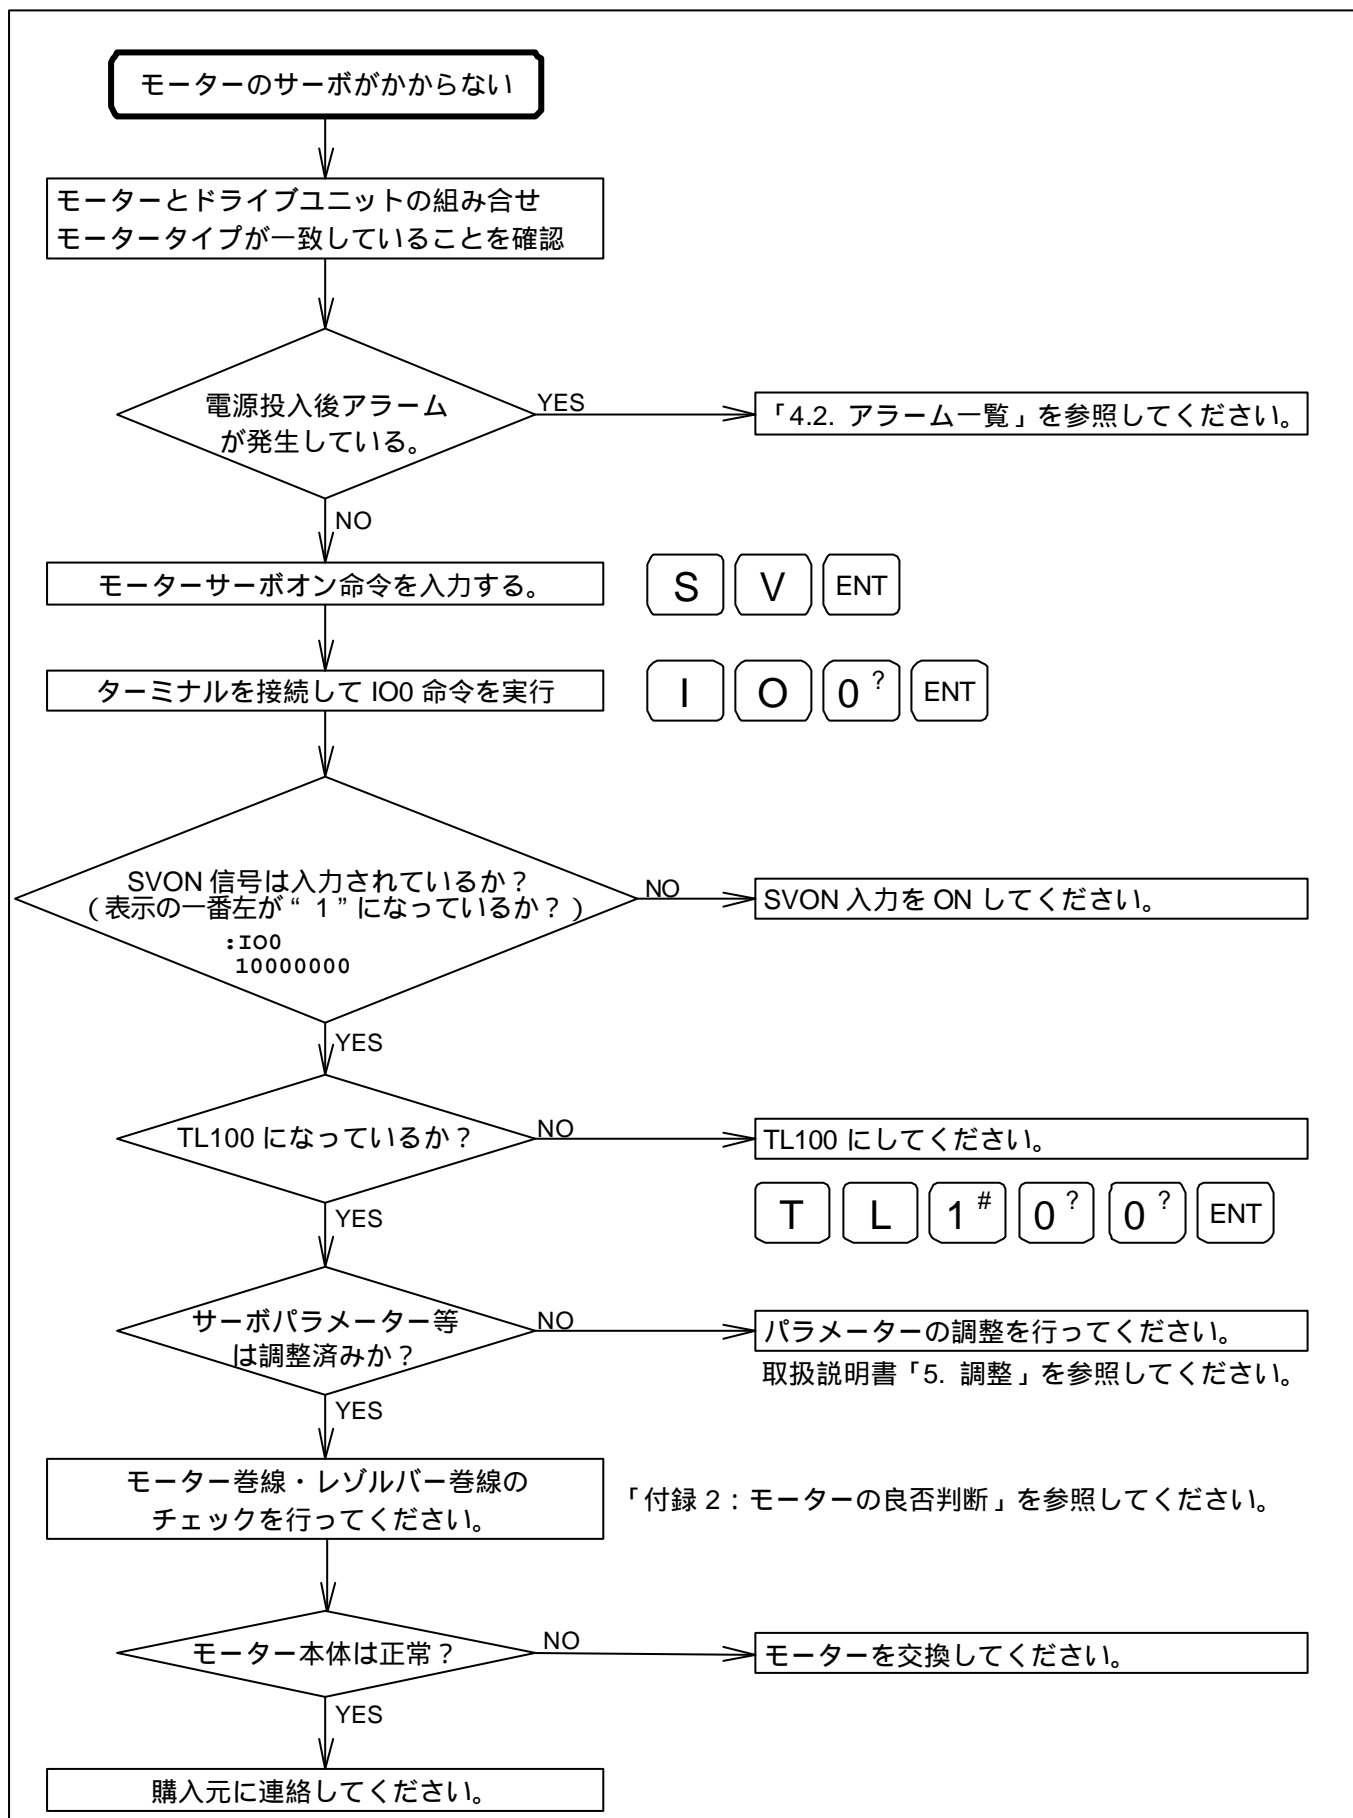 モーターのサーボがかからない
モーターとドライブユニットの組み合せ
モータータイプが一致していることを確認
電源投入後アラーム
が発生している。
YES
「4.2. アラーム一覧」を参照してください。
NO
モーターサーボオン命令を入力する。
S V ENT
ターミナルを接続して IO0 命令を実行
I O 0 ? ENT
SVON 信号は入力されているか？
（表示の一番左が“ 1 ”になっているか？）
:IO0
10000000
NO
SVON 入力を ON してください。
YES
TL100 になっているか？
NO
TL100 にしてください。
T L 1 # 0 ? 0 ? ENT
YES
サーボパラメーター等
は調整済みか？
NO
パラメーターの調整を行ってください。
取扱説明書「5. 調整」を参照してください。
YES
モーター巻線・レゾルバー巻線の
チェックを行ってください。
「付録 2：モーターの良否判断」を参照してください。
モーター本体は正常？
NO
モーターを交換してください。
YES
購入元に連絡してください。